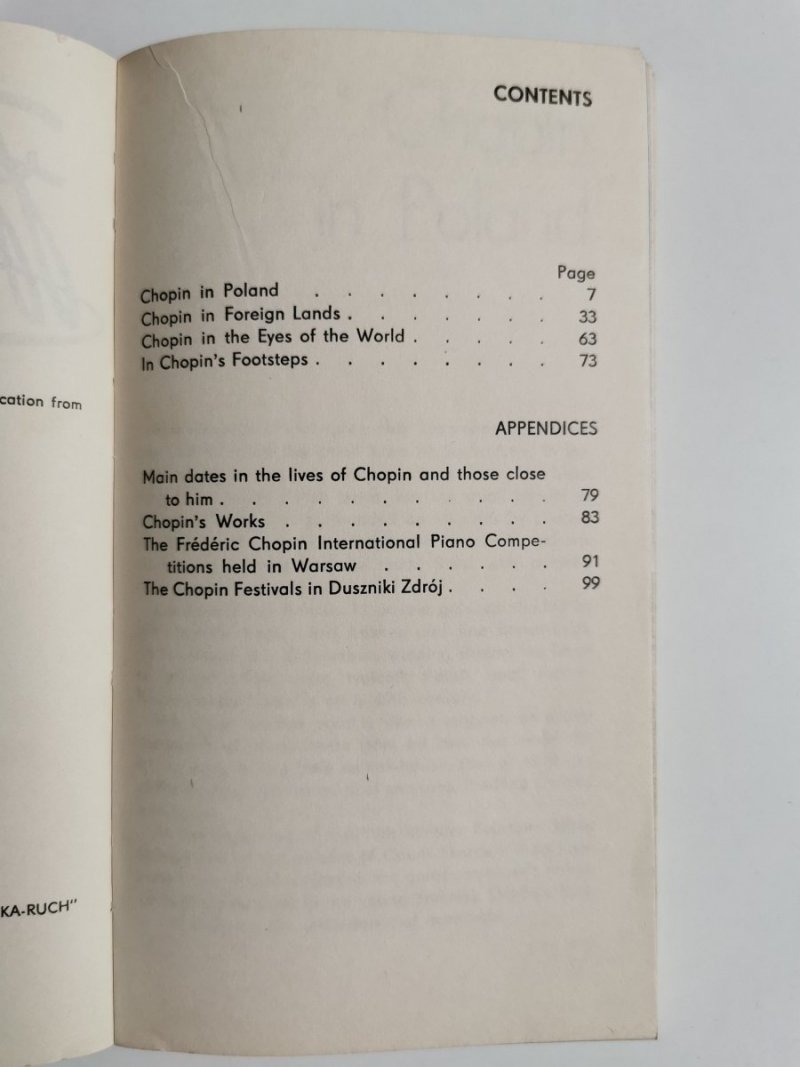 cation from
KA-RUCH"
CONTENTS
Page
Chopin in Poland . . . . . . . . 7
Chopin in Foreign Lands . . . . . . . 33
Chopin in the Eyes of the World . . . . . 63
In Chopin's Footsteps . . . . . . . . 73
APPENDICES
Main dates in the lives of Chopin and those close
to him . . . . . . . . . . . 79
Chopin's Works . . . . . . . . . 83
The Frédéric Chopin International Piano Compe-
titions held in Warsaw . . . . . . 91
The Chopin Festivals in Duszniki Zdrój . . . . 99